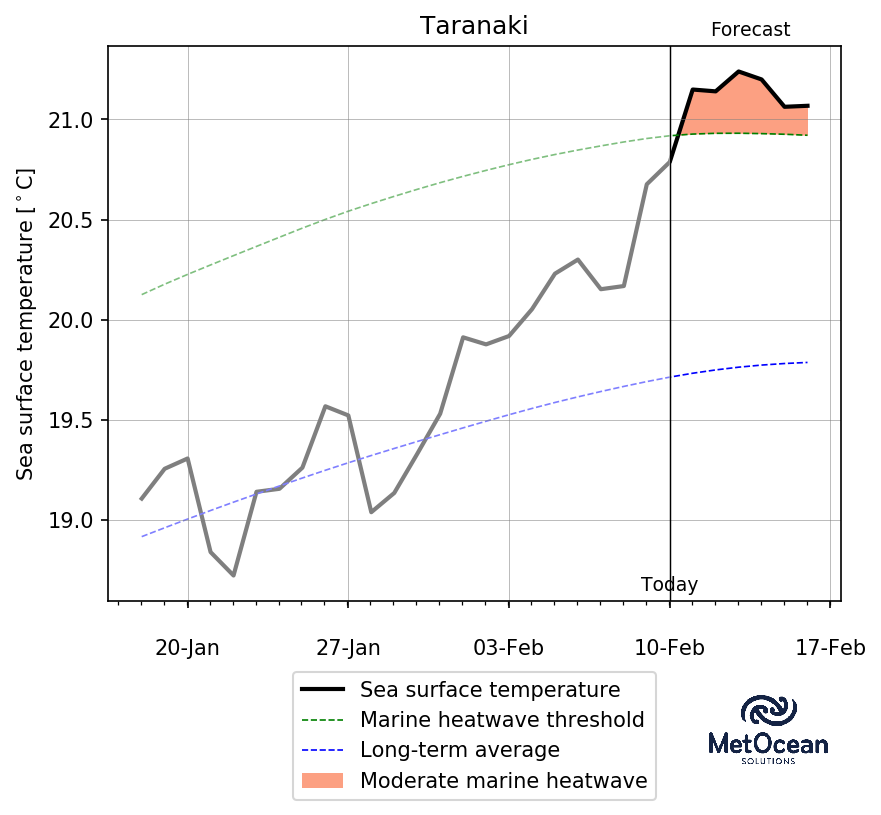 Taranaki
Forecast
Sea surface temperature [°C]
21.0
20.5
20.0
19.5
19.0
Today
20-Jan 27-Jan 03-Feb 10-Feb 17-Feb
Sea surface temperature
Marine heatwave threshold
Long-term average
Moderate marine heatwave
MetOcean
SOLUTIONS